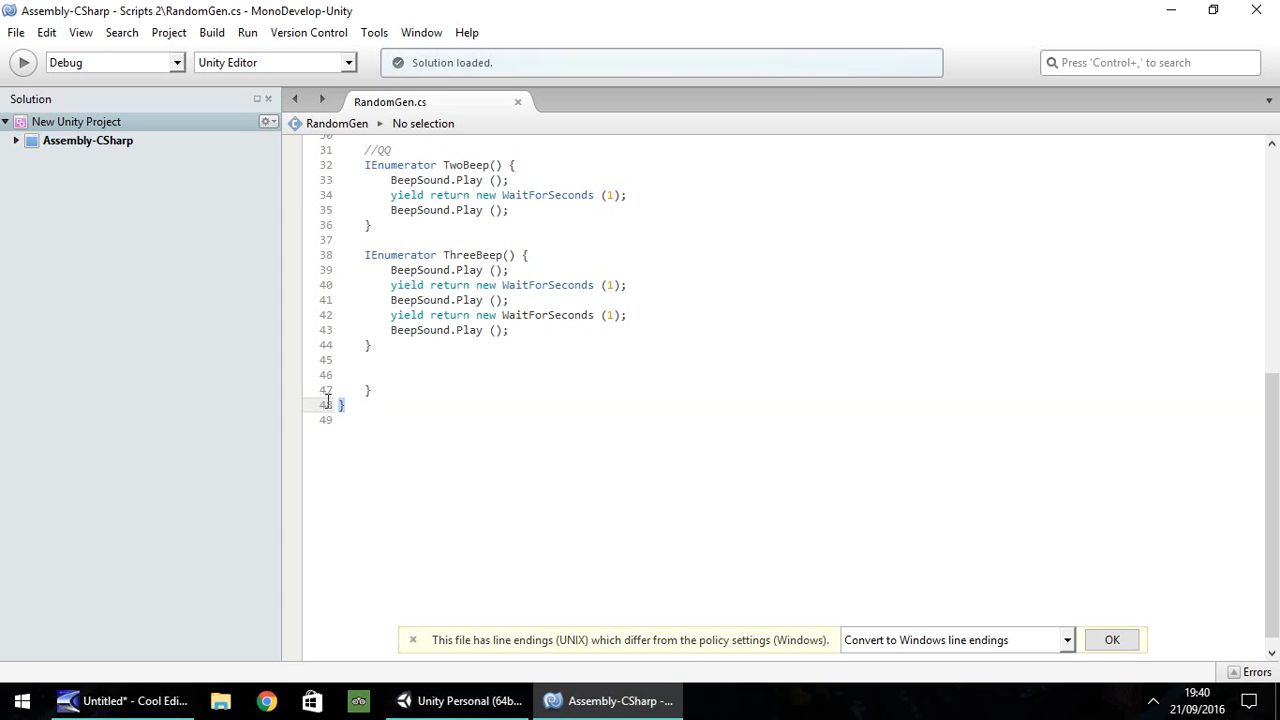 Assembly-CSharp - Scripts 2\RandomGen.cs - MonoDevelop-Unity
File Edit View Search Project Build Run Version Control Tools Window Help
Debug Unity Editor Solution loaded. Press 'Control+,' to search
Solution RandomGen.cs
New Unity Project RandomGen No selection
Assembly-CSharp
31 //QQ
32 IEnumerator TwoBeep() {
33 BeepSound.Play ();
34 yield return new WaitForSeconds (1);
35 BeepSound.Play ();
36 }
37
38 IEnumerator ThreeBeep() {
39 BeepSound.Play ();
40 yield return new WaitForSeconds (1);
41 BeepSound.Play ();
42 yield return new WaitForSeconds (1);
43 BeepSound.Play ();
44 }
45
46
47 }
48 }
49
This file has line endings (UNIX) which differ from the policy settings (Windows). Convert to Windows line endings OK
Errors
Untitled* - Cool Edi... Unity Personal (64b... Assembly-CSharp -... 19:40
21/09/2016